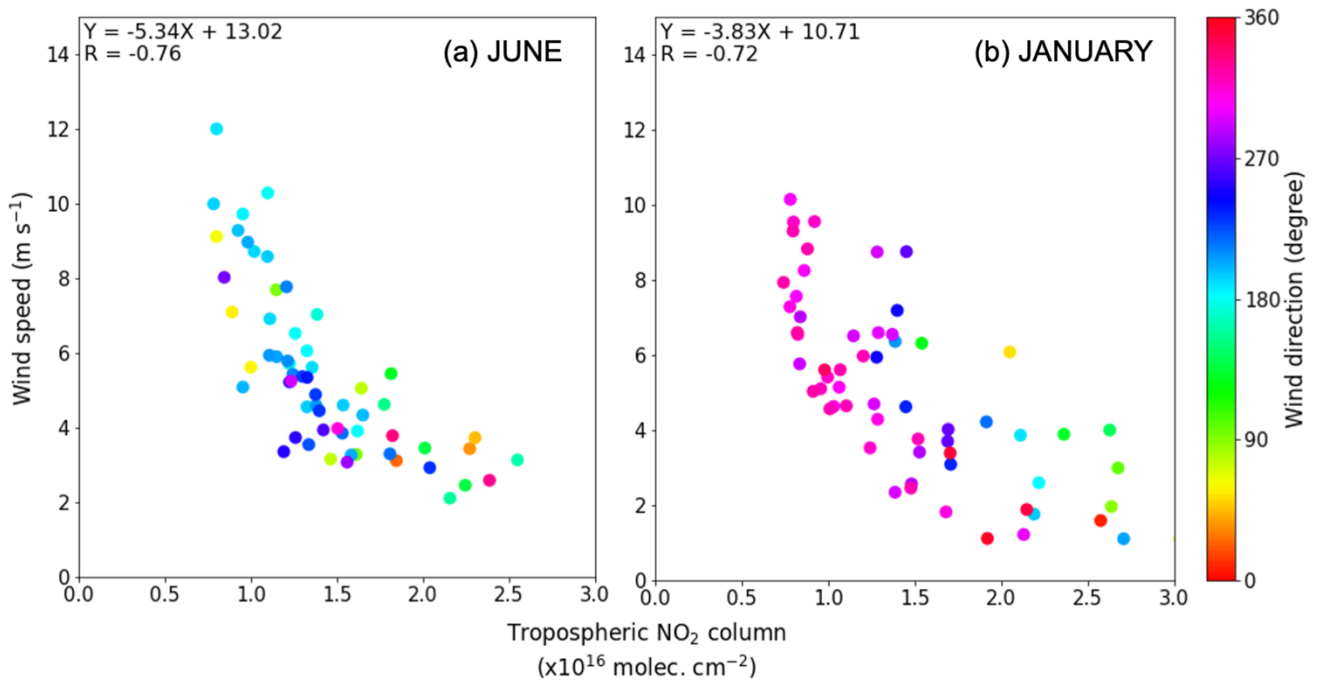 Y = -5.34X + 13.02
R = -0.76
(a) JUNE
Y = -3.83X + 10.71
R = -0.72
(b) JANUARY
14
12
10
8
6
4
2
0
0.0 0.5 1.0 1.5 2.0 2.5 3.0
Wind speed (m s⁻¹)
14
12
10
8
6
4
2
0
0.0 0.5 1.0 1.5 2.0 2.5 3.0
Tropospheric NO₂ column
(x10¹⁶ molec. cm⁻²)
360
270
180
90
0
Wind direction (degree)